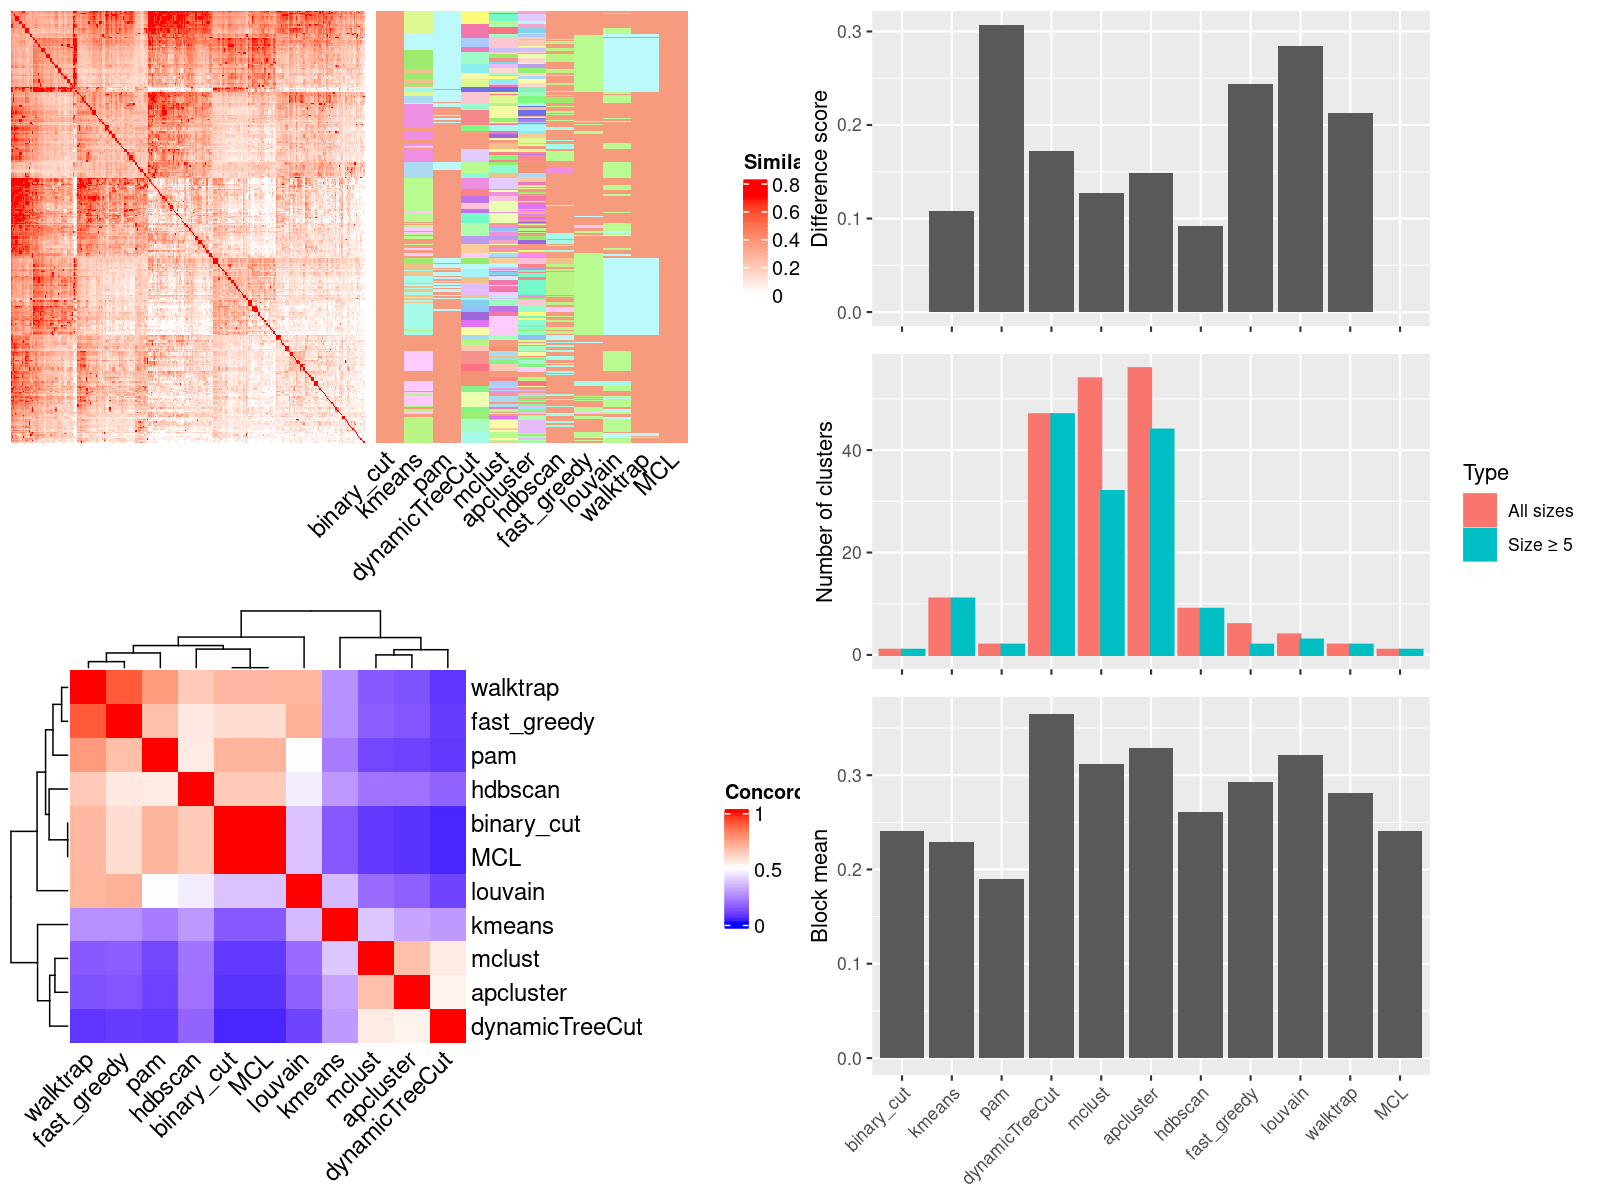 Simila
0.8
0.6
0.4
0.2
0
binary_cut
kmeans
pam
dynamicTreeCut
mclust
apcluster
hdbscan
fast_greedy
louvain
walktrap
MCL
walktrap
fast_greedy
pam
hdbscan
binary_cut
MCL
louvain
kmeans
mclust
apcluster
dynamicTreeCut
walktrap
fast_greedy
pam
hdbscan
binary_cut
MCL
louvain
kmeans
mclust
apcluster
dynamicTreeCut
Concord
1
0.5
0
Difference score
0.3
0.2
0.1
0.0
Number of clusters
40
20
0
Type
All sizes
Size ≥ 5
Block mean
0.3
0.2
0.1
0.0
binary_cut
kmeans
pam
dynamicTreeCut
mclust
apcluster
hdbscan
fast_greedy
louvain
walktrap
MCL